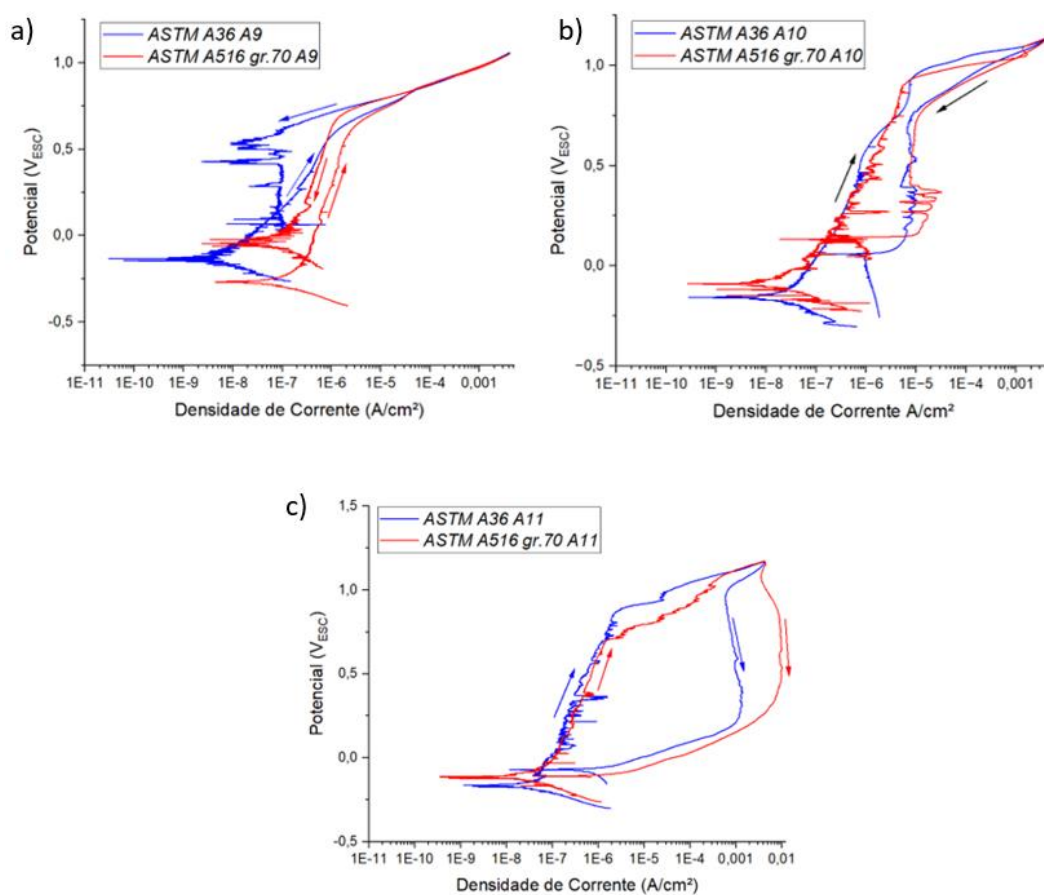 a)
ASTM A36 A9
ASTM A516 gr.70 A9
1,0
0,5
0,0
-0,5
Potencial (V_ESC)
1E-11 1E-10 1E-9 1E-8 1E-7 1E-6 1E-5 1E-4 0,001
Densidade de Corrente (A/cm²)
b)
ASTM A36 A10
ASTM A516 gr.70 A10
1,0
0,5
0,0
−0,5
Potencial (V_ESC)
1E-11 1E-10 1E-9 1E-8 1E-7 1E-6 1E-5 1E-4 0,001
Densidade de Corrente A/cm²
c)
ASTM A36 A11
ASTM A516 gr.70 A11
1,5
1,0
0,5
0,0
-0,5
Potencial (V_ESC)
1E-11 1E-10 1E-9 1E-8 1E-7 1E-6 1E-5 1E-4 0,001 0,01
Densidade de Corrente (A/cm²)